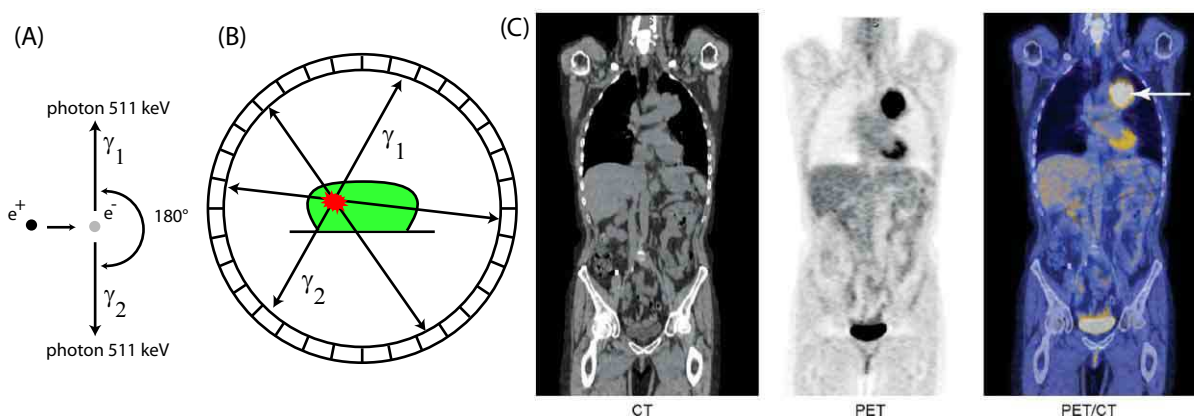 (A)
photon 511 keV
γ1
e+
e-
180°
γ2
photon 511 keV
(B)
γ1
γ2
(C)
CT
PET
PET/CT